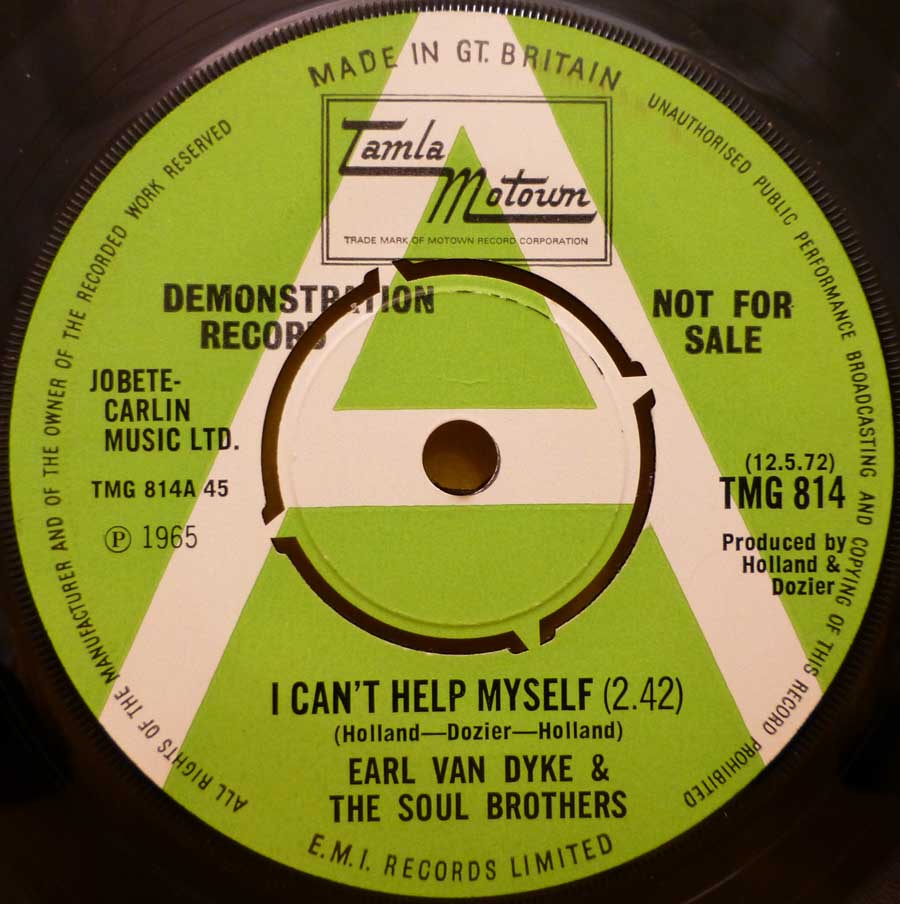 MADE IN GT. BRITAIN
Tamla
Motown
TRADE MARK OF MOTOWN RECORD CORPORATION
DEMONSTRATION
RECORD
NOT FOR
SALE
JOBETE-
CARLIN
MUSIC LTD.
TMG 814A 45
Ⓟ 1965
(12.5.72)
TMG 814
Produced by
Holland &
Dozier
I CAN'T HELP MYSELF (2.42)
(Holland—Dozier—Holland)
EARL VAN DYKE &
THE SOUL BROTHERS
E.M.I. RECORDS LIMITED
ALL RIGHTS OF THE MANUFACTURER AND OF THE OWNER OF THE RECORDED WORK RESERVED
UNAUTHORISED PUBLIC PERFORMANCE BROADCASTING AND COPYING OF THIS RECORD PROHIBITED